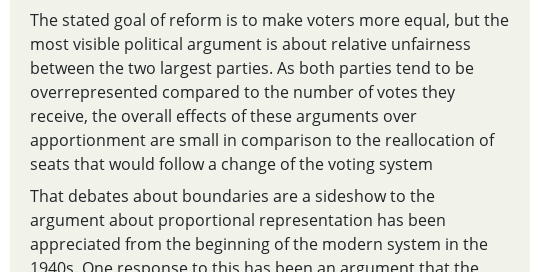 The stated goal of reform is to make voters more equal, but the
most visible political argument is about relative unfairness
between the two largest parties. As both parties tend to be
overrepresented compared to the number of votes they
receive, the overall effects of these arguments over
apportionment are small in comparison to the reallocation of
seats that would follow a change of the voting system
That debates about boundaries are a sideshow to the
argument about proportional representation has been
appreciated from the beginning of the modern system in the
1940s. One response to this has been an argument that the